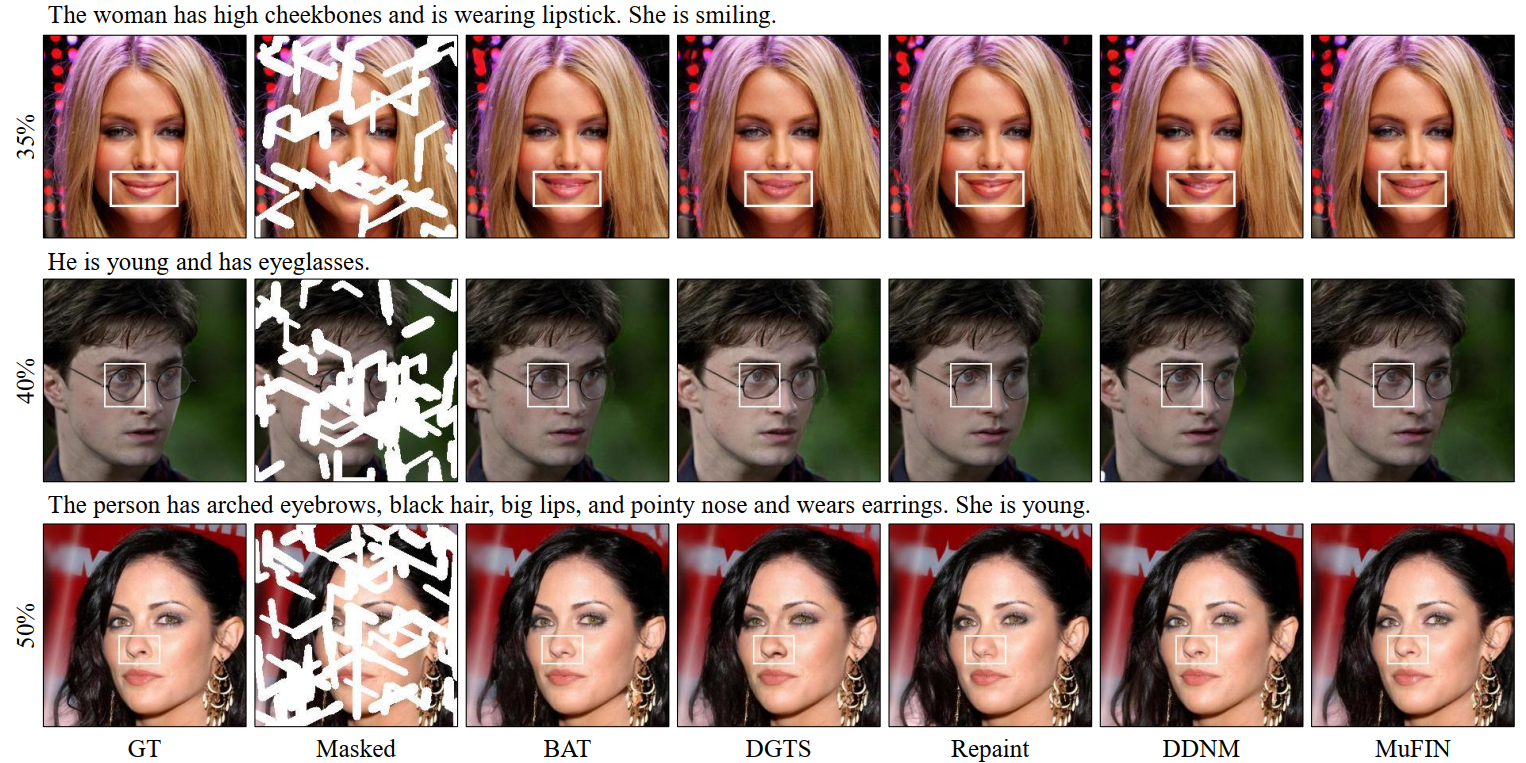 The woman has high cheekbones and is wearing lipstick. She is smiling.
35%
He is young and has eyeglasses.
40%
The person has arched eyebrows, black hair, big lips, and pointy nose and wears earrings. She is young.
50%
GT Masked BAT DGTS Repaint DDNM MuFIN